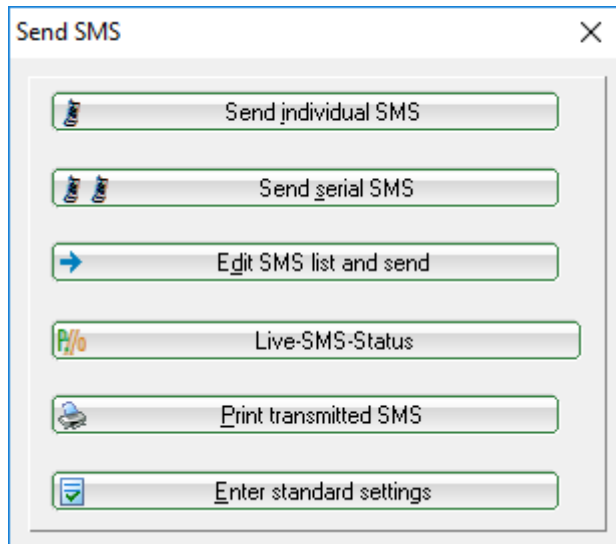 Send SMS
Send individual SMS
Send serial SMS
Edit SMS list and send
Live-SMS-Status
Print transmitted SMS
Enter standard settings